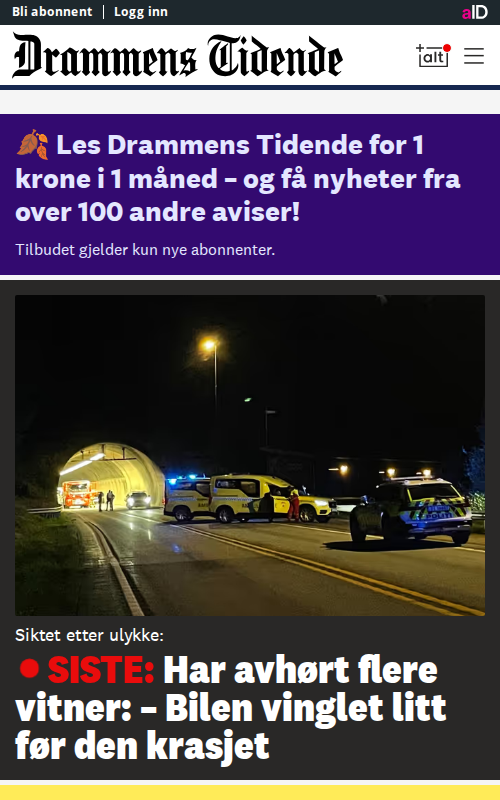 Bli abonnent
Logg inn
aID
Drammens Tidende
+alt
Les Drammens Tidende for 1
krone i 1 måned – og få nyheter fra
over 100 andre aviser!
Tilbudet gjelder kun nye abonnenter.
Siktet etter ulykke:
SISTE: Har avhørt flere
vitner: – Bilen vinglet litt
før den krasjet